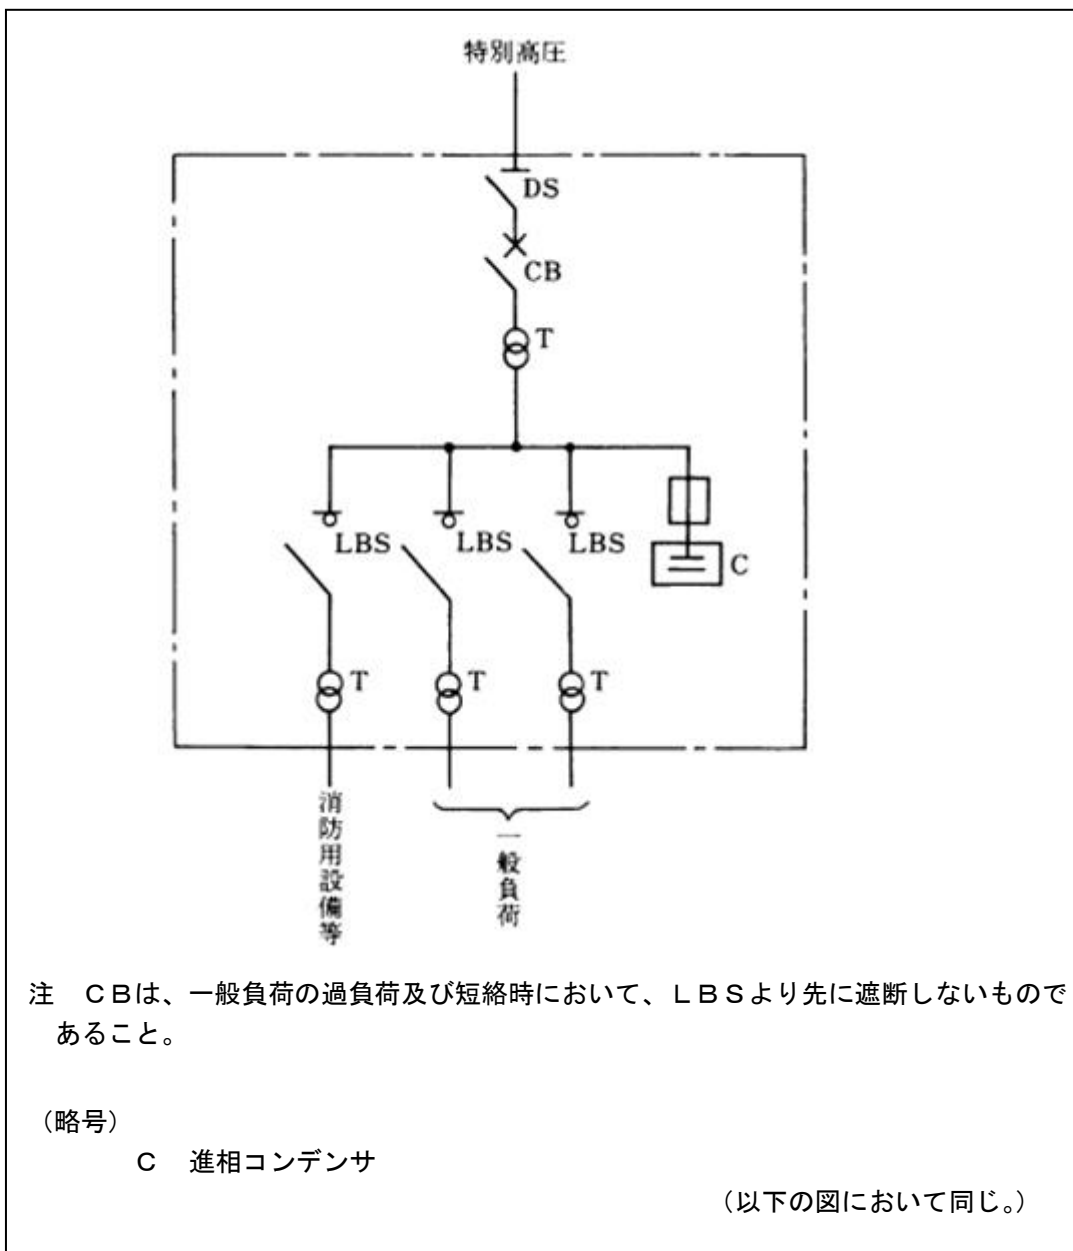 特別高圧
DS
CB
T
LBS
LBS
LBS
C
T
T
T
消防用設備等
一般負荷
注　ＣＢは、一般負荷の過負荷及び短絡時において、ＬＢＳより先に遮断しないもので
あること。
（略号）
Ｃ　進相コンデンサ
（以下の図において同じ。）